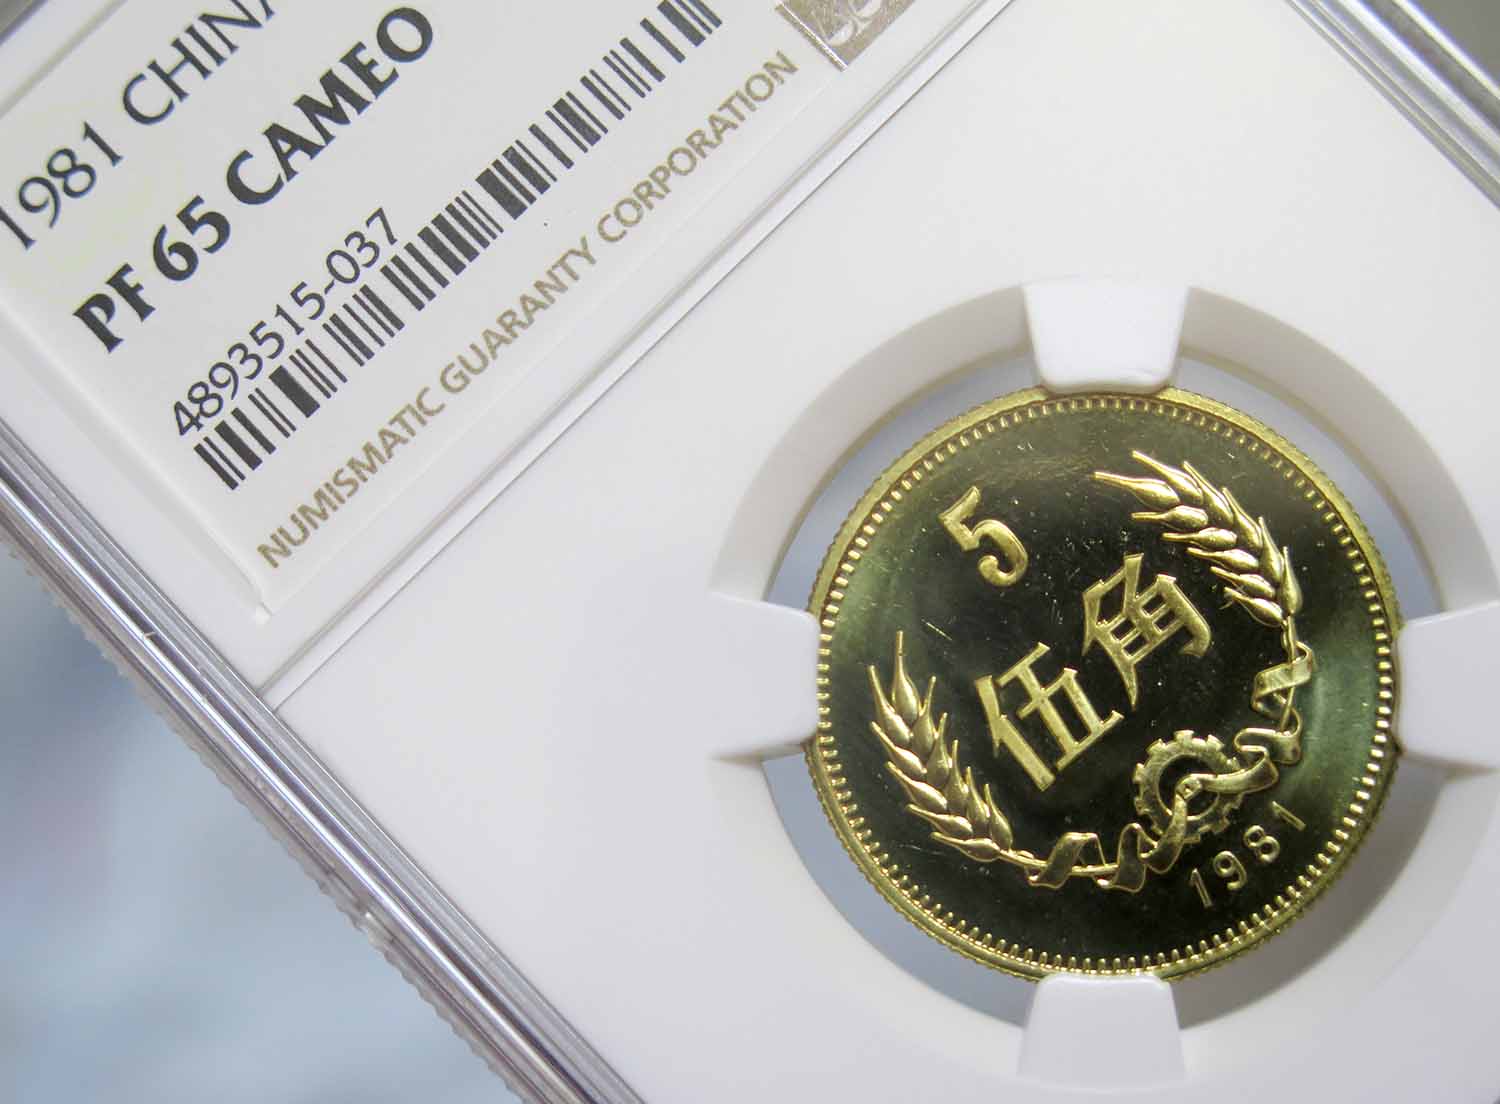 1981 CHINA
PF 65 CAMEO
4893515-037
NUMISMATIC GUARANTY CORPORATION
5
伍角
1981